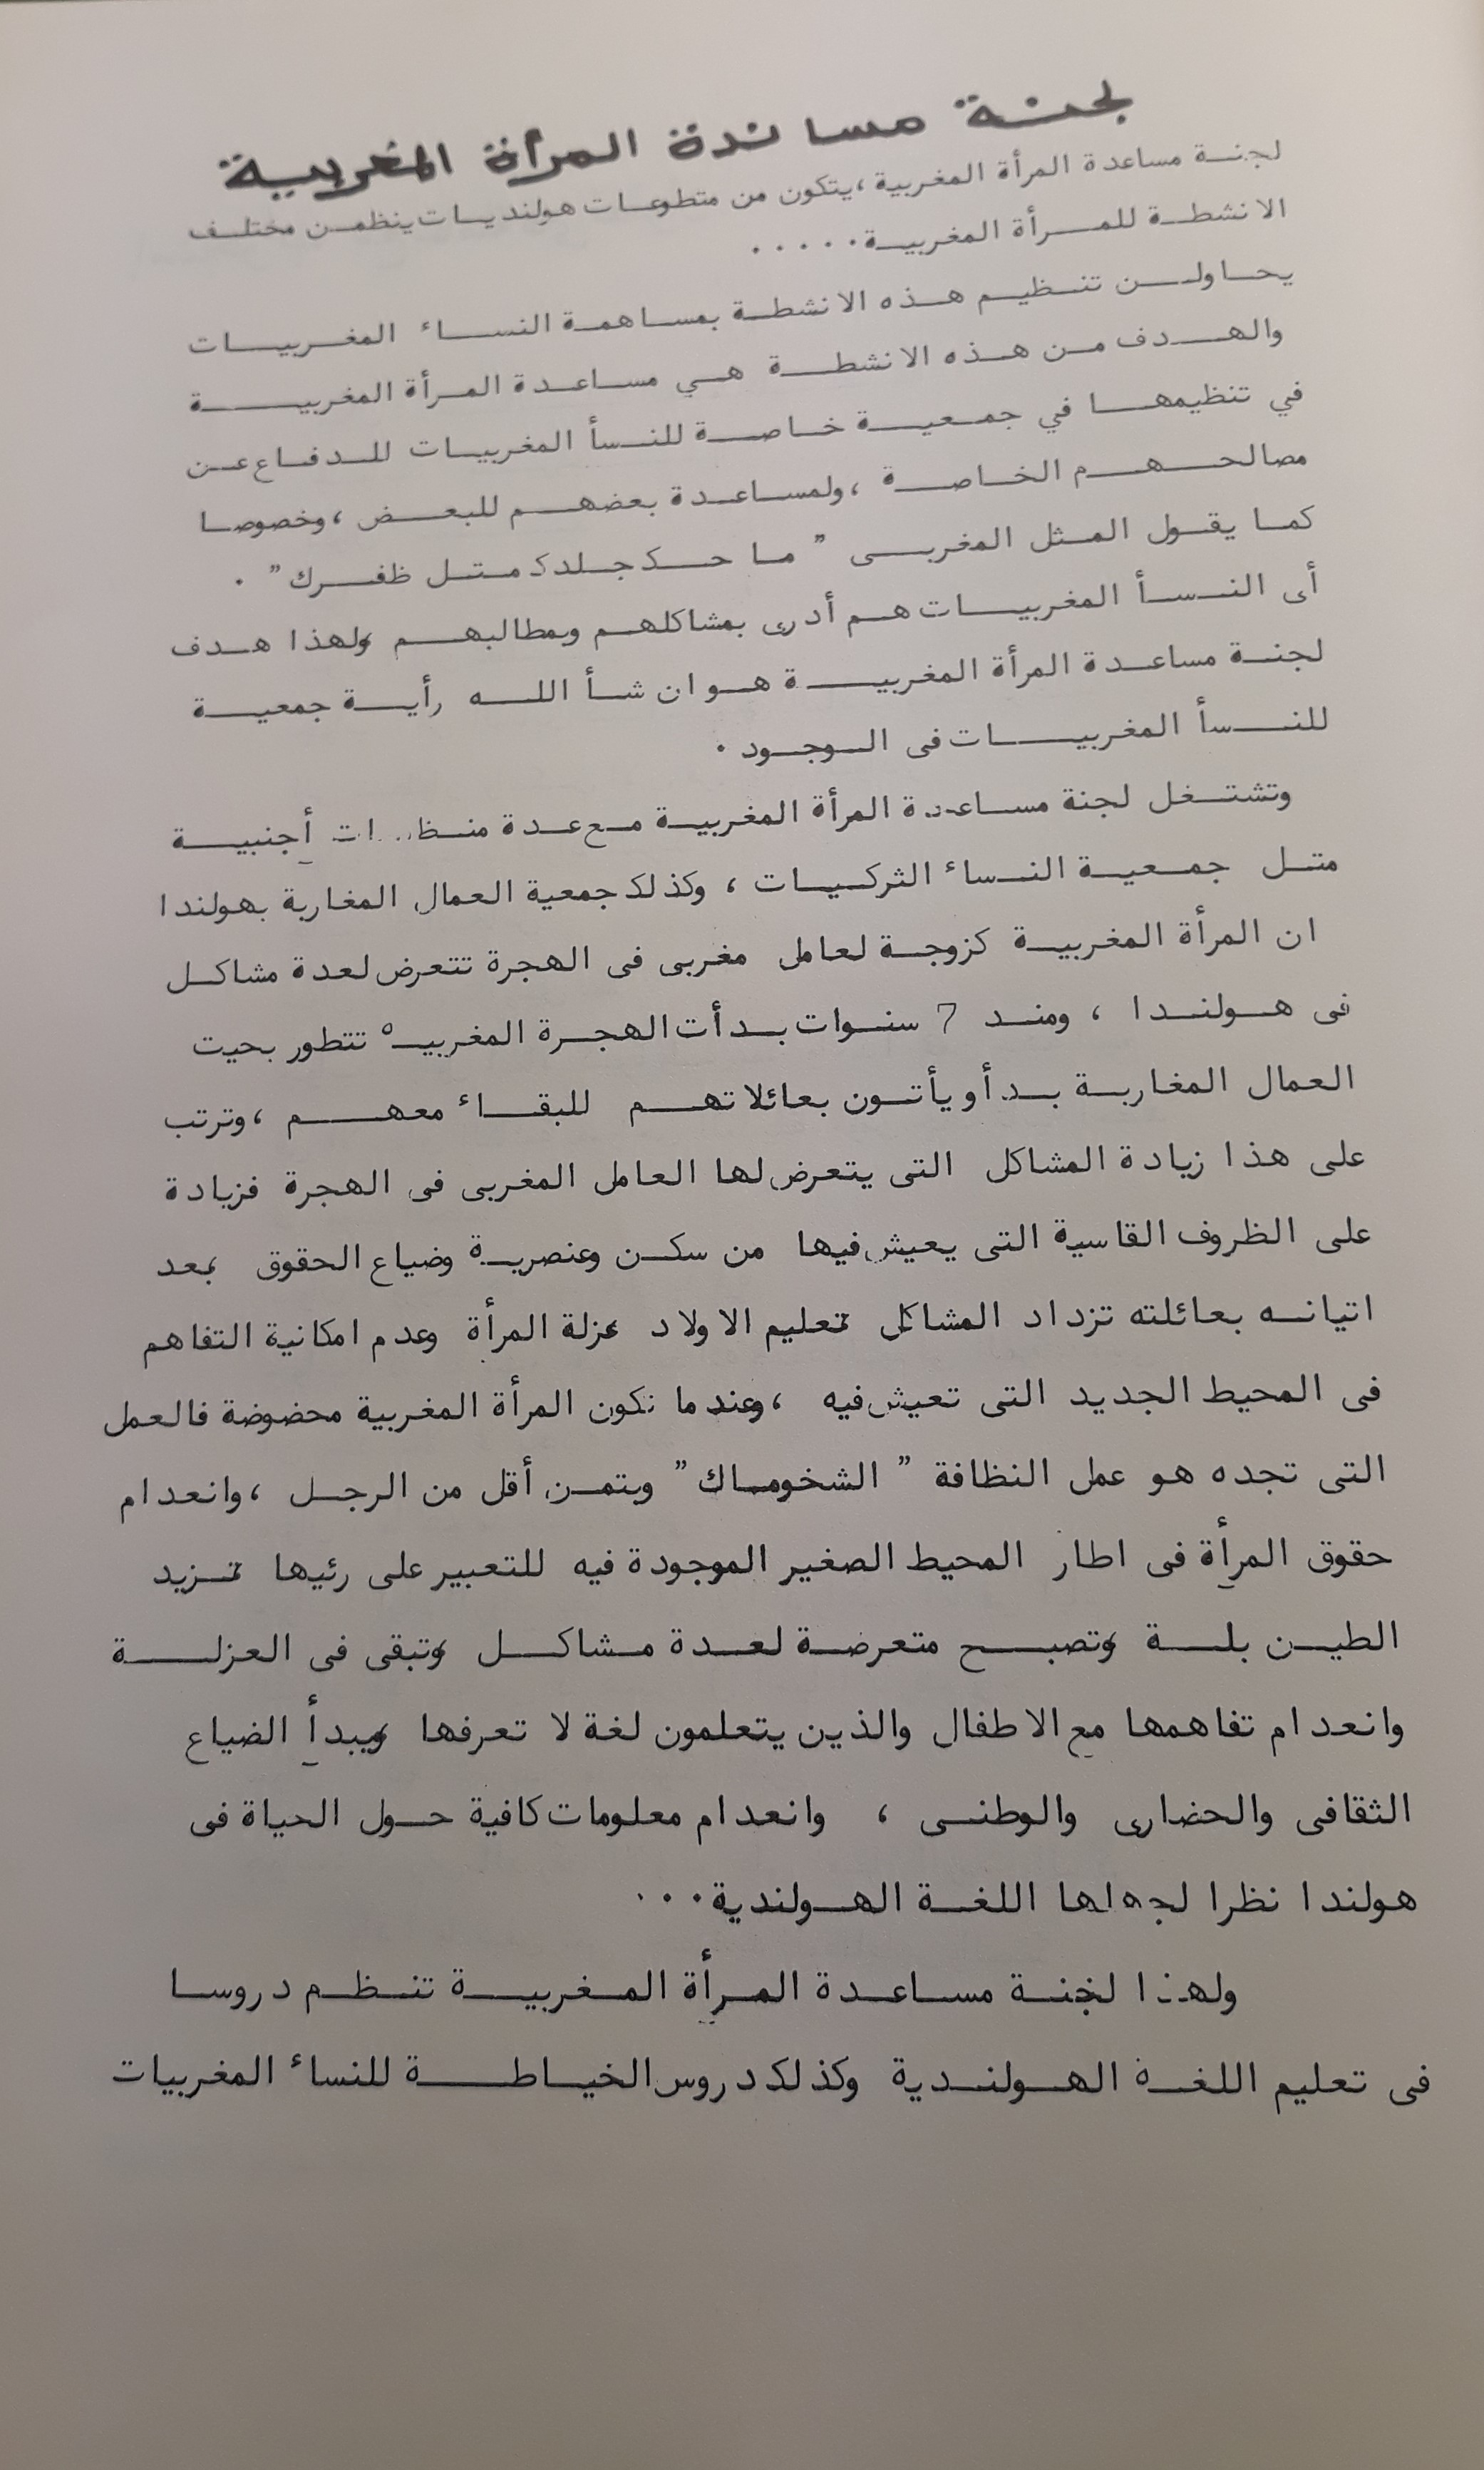 لجنة مساندة المرأة المغربية
لجنة مساعدة المرأة المغربية ،يتكون من متطوعات هولنديات ينظمن مختلف
الانشطة للمرأة المغربية.....
يحاولن تنظيم هذه الانشطة بمساهمة النساء المغربيات
والهدف من هذه الانشطة هي مساعدة المرأة المغربية
في تنظيمها في جمعية خاصة للنسأ المغربيات للدفاع عن
مصالحهم الخاصة ،ولمساعدة بعضهم للبعض ،وخصوصا
كما يقول المثل المغربى " ما حك جلدك متل ظفرك" .
أى النسأ المغربيات هم أدرى بمشاكلهم وبمطالبهم ولهذا هدف
لجنة مساعدة المرأة المغربية هو ان شأ الله رأية جمعية
للنسأ المغربيات فى الوجود .
وتشتغل لجنة مساعدة المرأة المغربية مع عدة منظمات أجنبية
متل جمعية النساء الثركيات ، وكذلك جمعية العمال المغاربة بهولندا
ان المرأة المغربية كزوجة لعامل مغربى فى الهجرة تتعرض لعدة مشاكل
فى هولندا ، ومند 7 سنوات بدأت الهجرة المغربيه تتطور بحيت
العمال المغاربة بدأو يأتون بعائلاتهم للبقاء معهم ،وترتب
على هذا زيادة المشاكل التى يتعرض لها العامل المغربى فى الهجرة فزيادة
على الظروف القاسية التى يعيش فيها من سكن وعنصرية وضياع الحقوق بعد
اتيانه بعائلته تزداد المشاكل تعليم الاولاد عزلة المرأة وعدم امكانية التفاهم
فى المحيط الجديد التى تعيش فيه ،وعندما تكون المرأة المغربية محضوضة فالعمل
التى تجده هو عمل النظافة " الشخوماك" وبتمن أقل من الرجل ،وانعدام
حقوق المرأة فى اطار المحيط الصغير الموجودة فيه للتعبير على رئيها تزيد
الطين بلة وتصبح متعرضة لعدة مشاكل وتبقى فى العزلة
وانعدام تفاهمها مع الاطفال والذين يتعلمون لغة لا تعرفها ويبدأ الضياع
الثقافى والحضارى والوطنى ، وانعدام معلومات كافية حول الحياة فى
هولندا نظرا لجهلها اللغة الهولندية...
ولهذا لجنة مساعدة المرأة المغربية تنظم دروسا
فى تعليم اللغة الهولندية وكذلك دروس الخياطة للنساء المغربيات